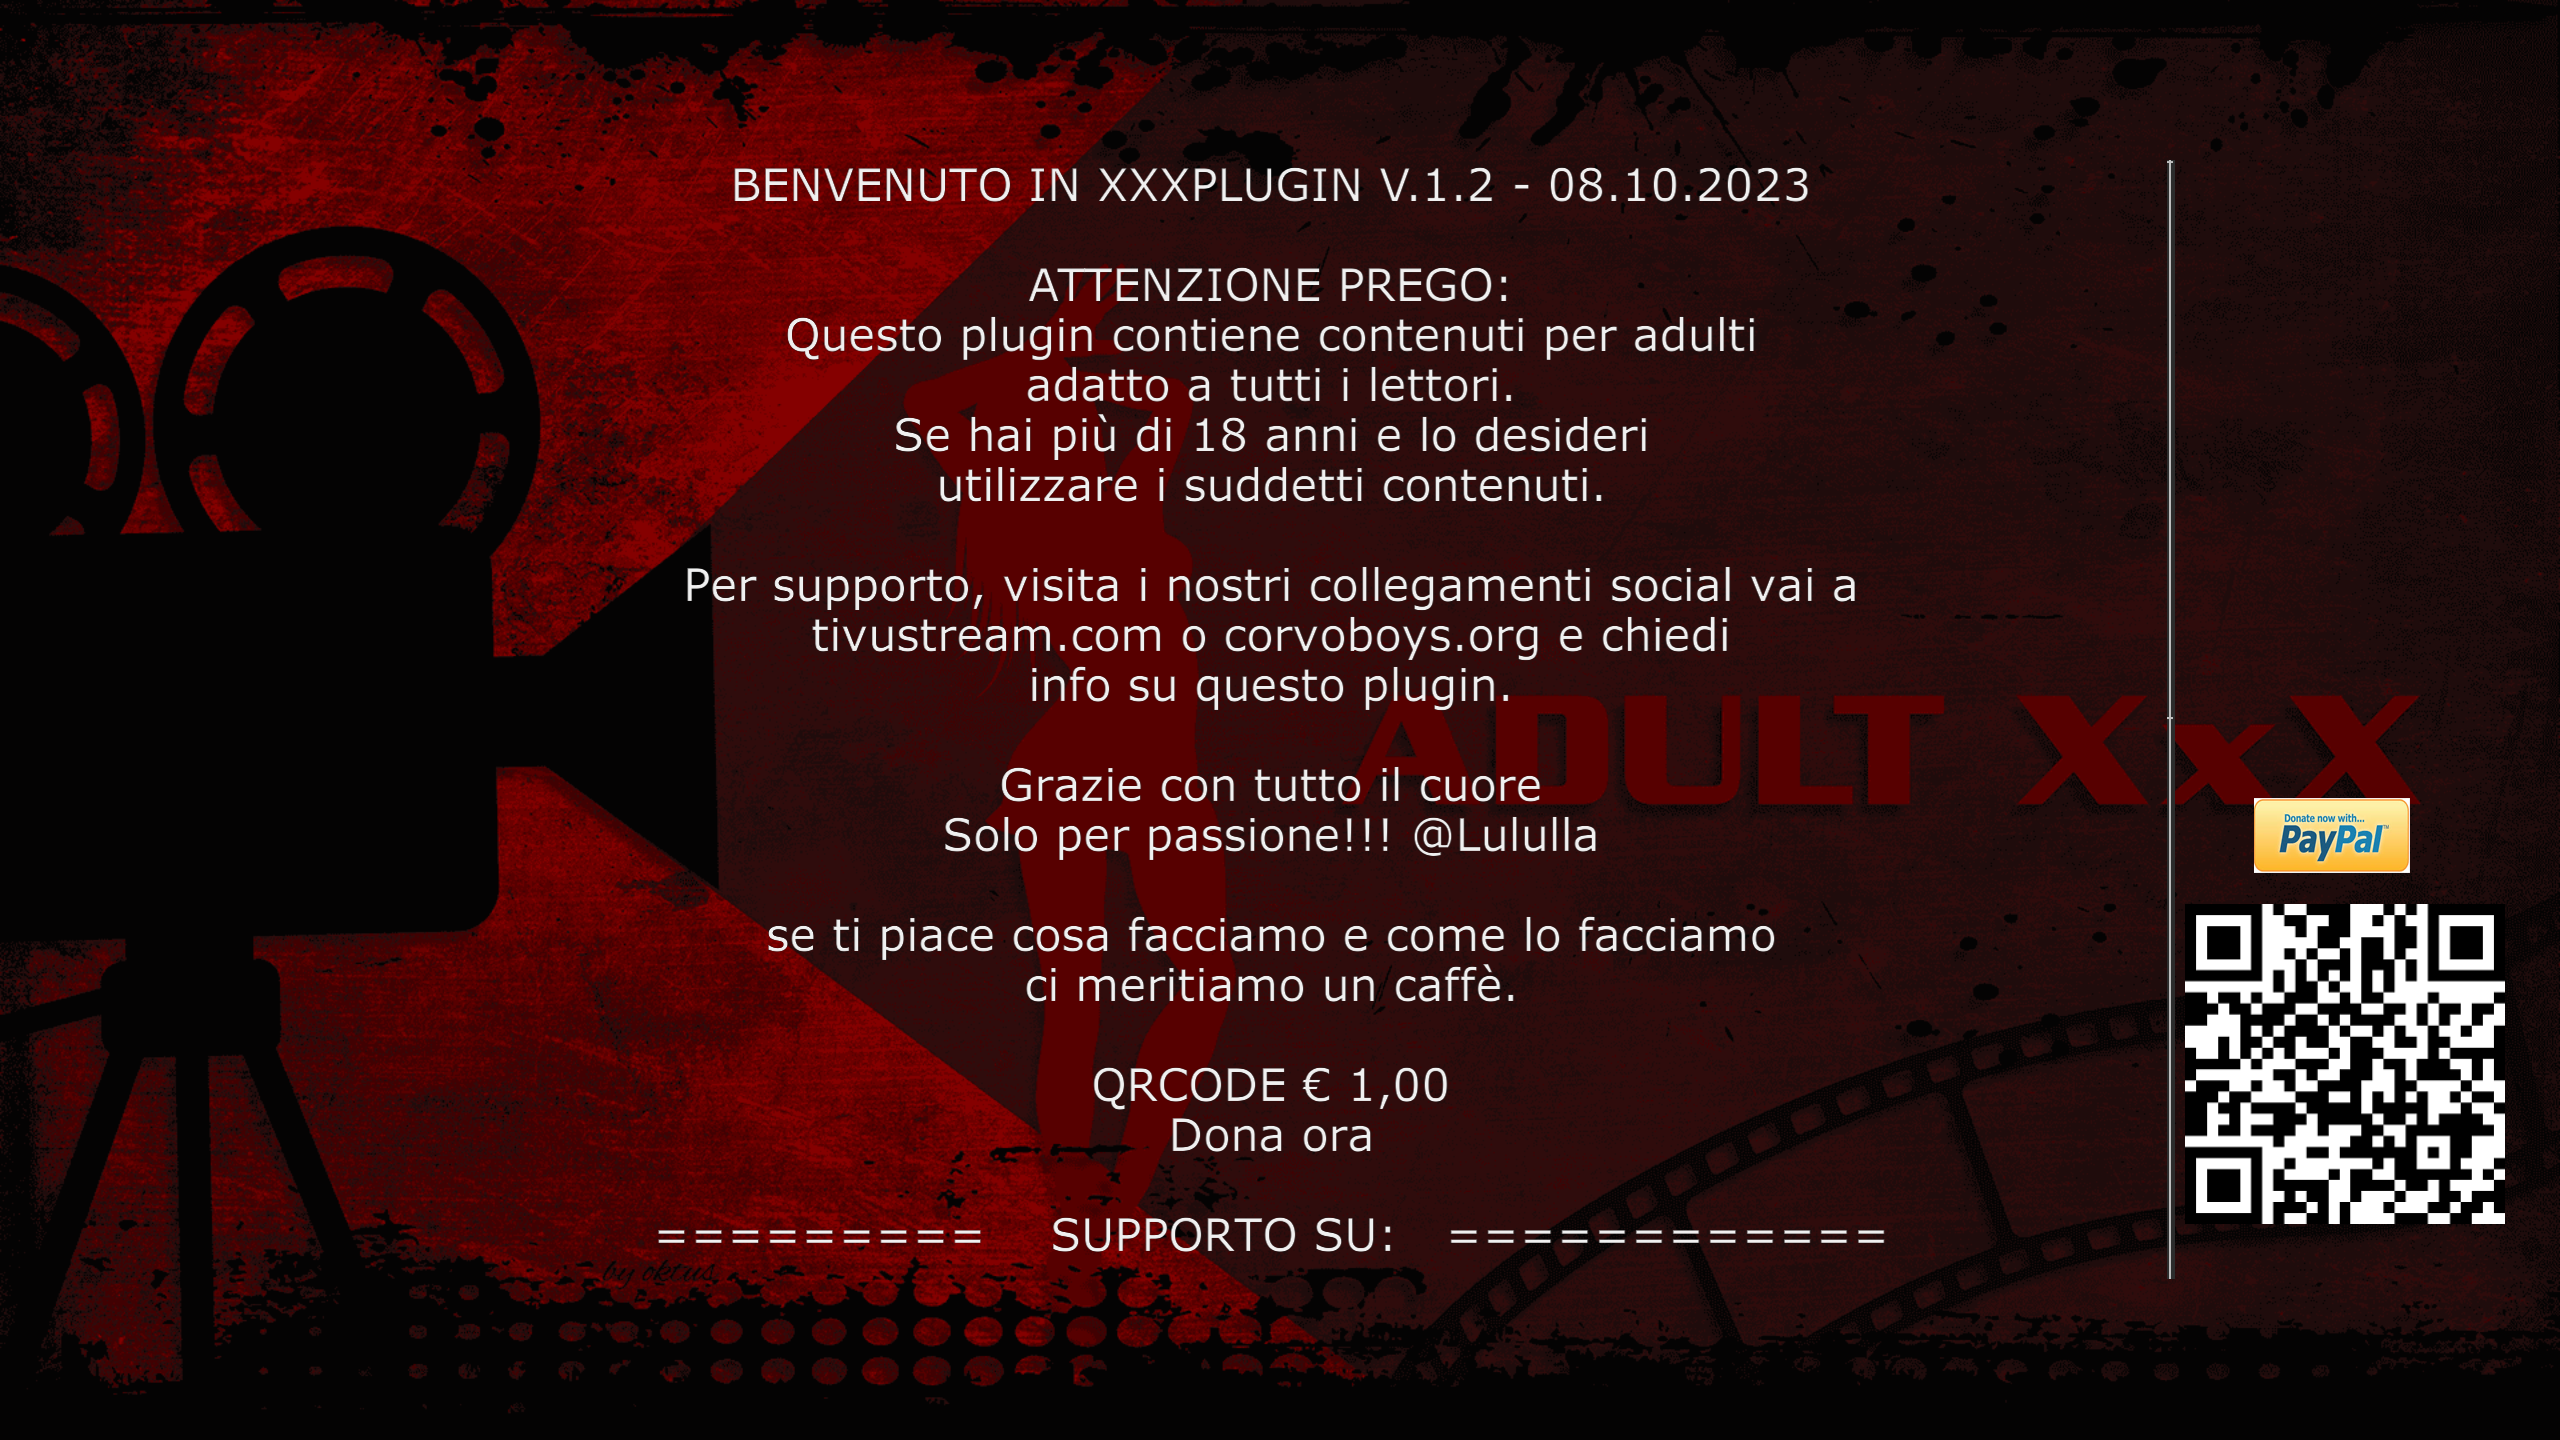 BENVENUTO IN XXXPLUGIN V.1.2 - 08.10.2023
ATTENZIONE PREGO:
Questo plugin contiene contenuti per adulti
adatto a tutti i lettori.
Se hai più di 18 anni e lo desideri
utilizzare i suddetti contenuti.
Per supporto, visita i nostri collegamenti social vai a
tivustream.com o corvoboys.org e chiedi
info su questo plugin.
ADULT XxX
Grazie con tutto il cuore
Solo per passione!!! @Lululla
Donate now with...
PayPal™
se ti piace cosa facciamo e come lo facciamo
ci meritiamo un caffè.
QRCODE € 1,00
Dona ora
========= SUPPORTO SU: ============
by oktus